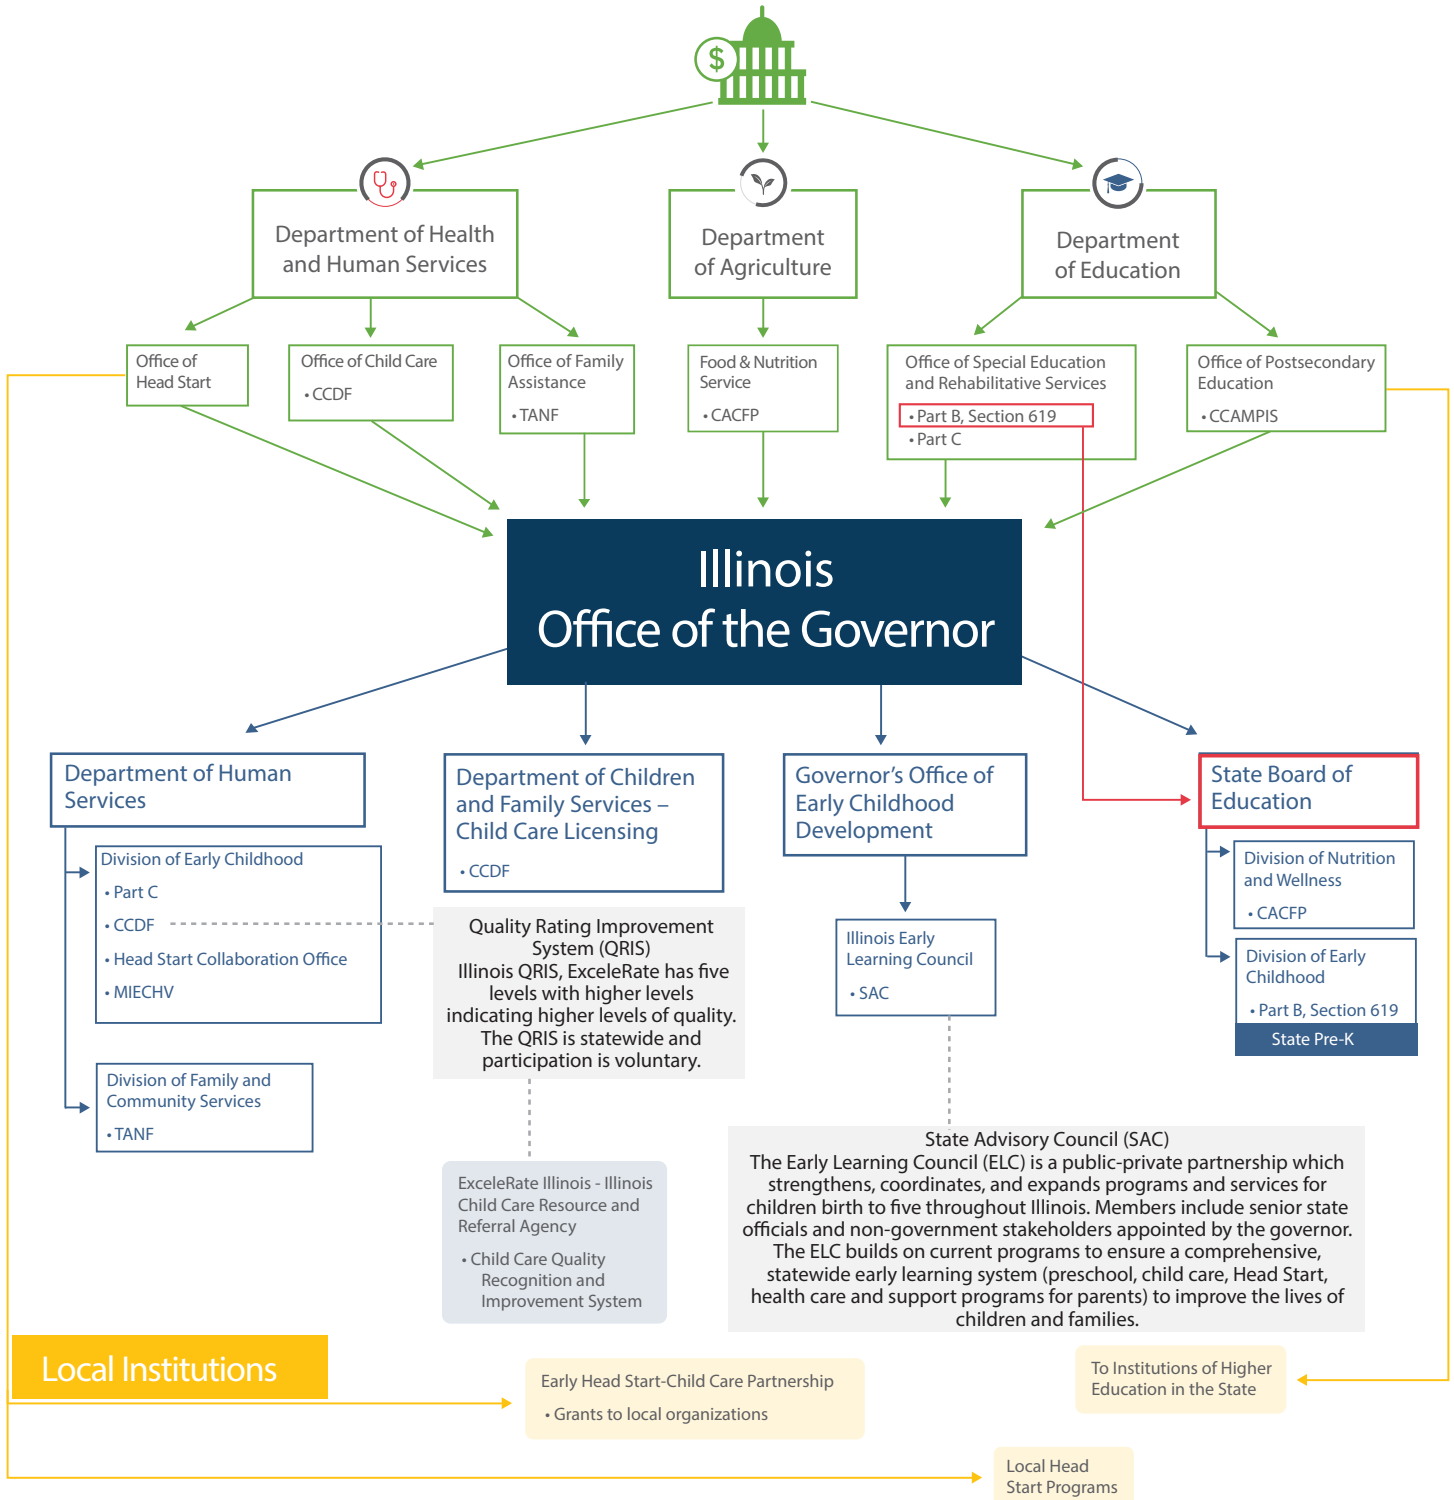 $
Department of Health
and Human Services
Department
of Agriculture
Department
of Education
Office of
Head Start
Office of Child Care
• CCDF
Office of Family
Assistance
• TANF
Food & Nutrition
Service
• CACFP
Office of Special Education
and Rehabilitative Services
• Part B, Section 619
• Part C
Office of Postsecondary
Education
• CCAMPIS
Illinois
Office of the Governor
Department of Human
Services
Division of Early Childhood
• Part C
• CCDF
• Head Start Collaboration Office
• MIECHV
Division of Family and
Community Services
• TANF
Department of Children
and Family Services –
Child Care Licensing
• CCDF
Quality Rating Improvement
System (QRIS)
Illinois QRIS, ExceleRate has five
levels with higher levels
indicating higher levels of quality.
The QRIS is statewide and
participation is voluntary.
ExceleRate Illinois - Illinois
Child Care Resource and
Referral Agency
• Child Care Quality
Recognition and
Improvement System
Governor’s Office of
Early Childhood
Development
Illinois Early
Learning Council
• SAC
State Advisory Council (SAC)
The Early Learning Council (ELC) is a public-private partnership which
strengthens, coordinates, and expands programs and services for
children birth to five throughout Illinois. Members include senior state
officials and non-government stakeholders appointed by the governor.
The ELC builds on current programs to ensure a comprehensive,
statewide early learning system (preschool, child care, Head Start,
health care and support programs for parents) to improve the lives of
children and families.
State Board of
Education
Division of Nutrition
and Wellness
• CACFP
Division of Early
Childhood
• Part B, Section 619
State Pre-K
Local Institutions
Early Head Start-Child Care Partnership
• Grants to local organizations
To Institutions of Higher
Education in the State
Local Head
Start Programs